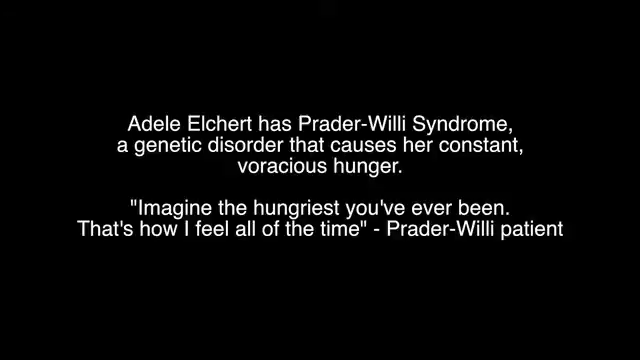 Adele Elchert has Prader-Willi Syndrome,
a genetic disorder that causes her constant,
voracious hunger.
"Imagine the hungriest you've ever been.
That's how I feel all of the time" - Prader-Willi patient